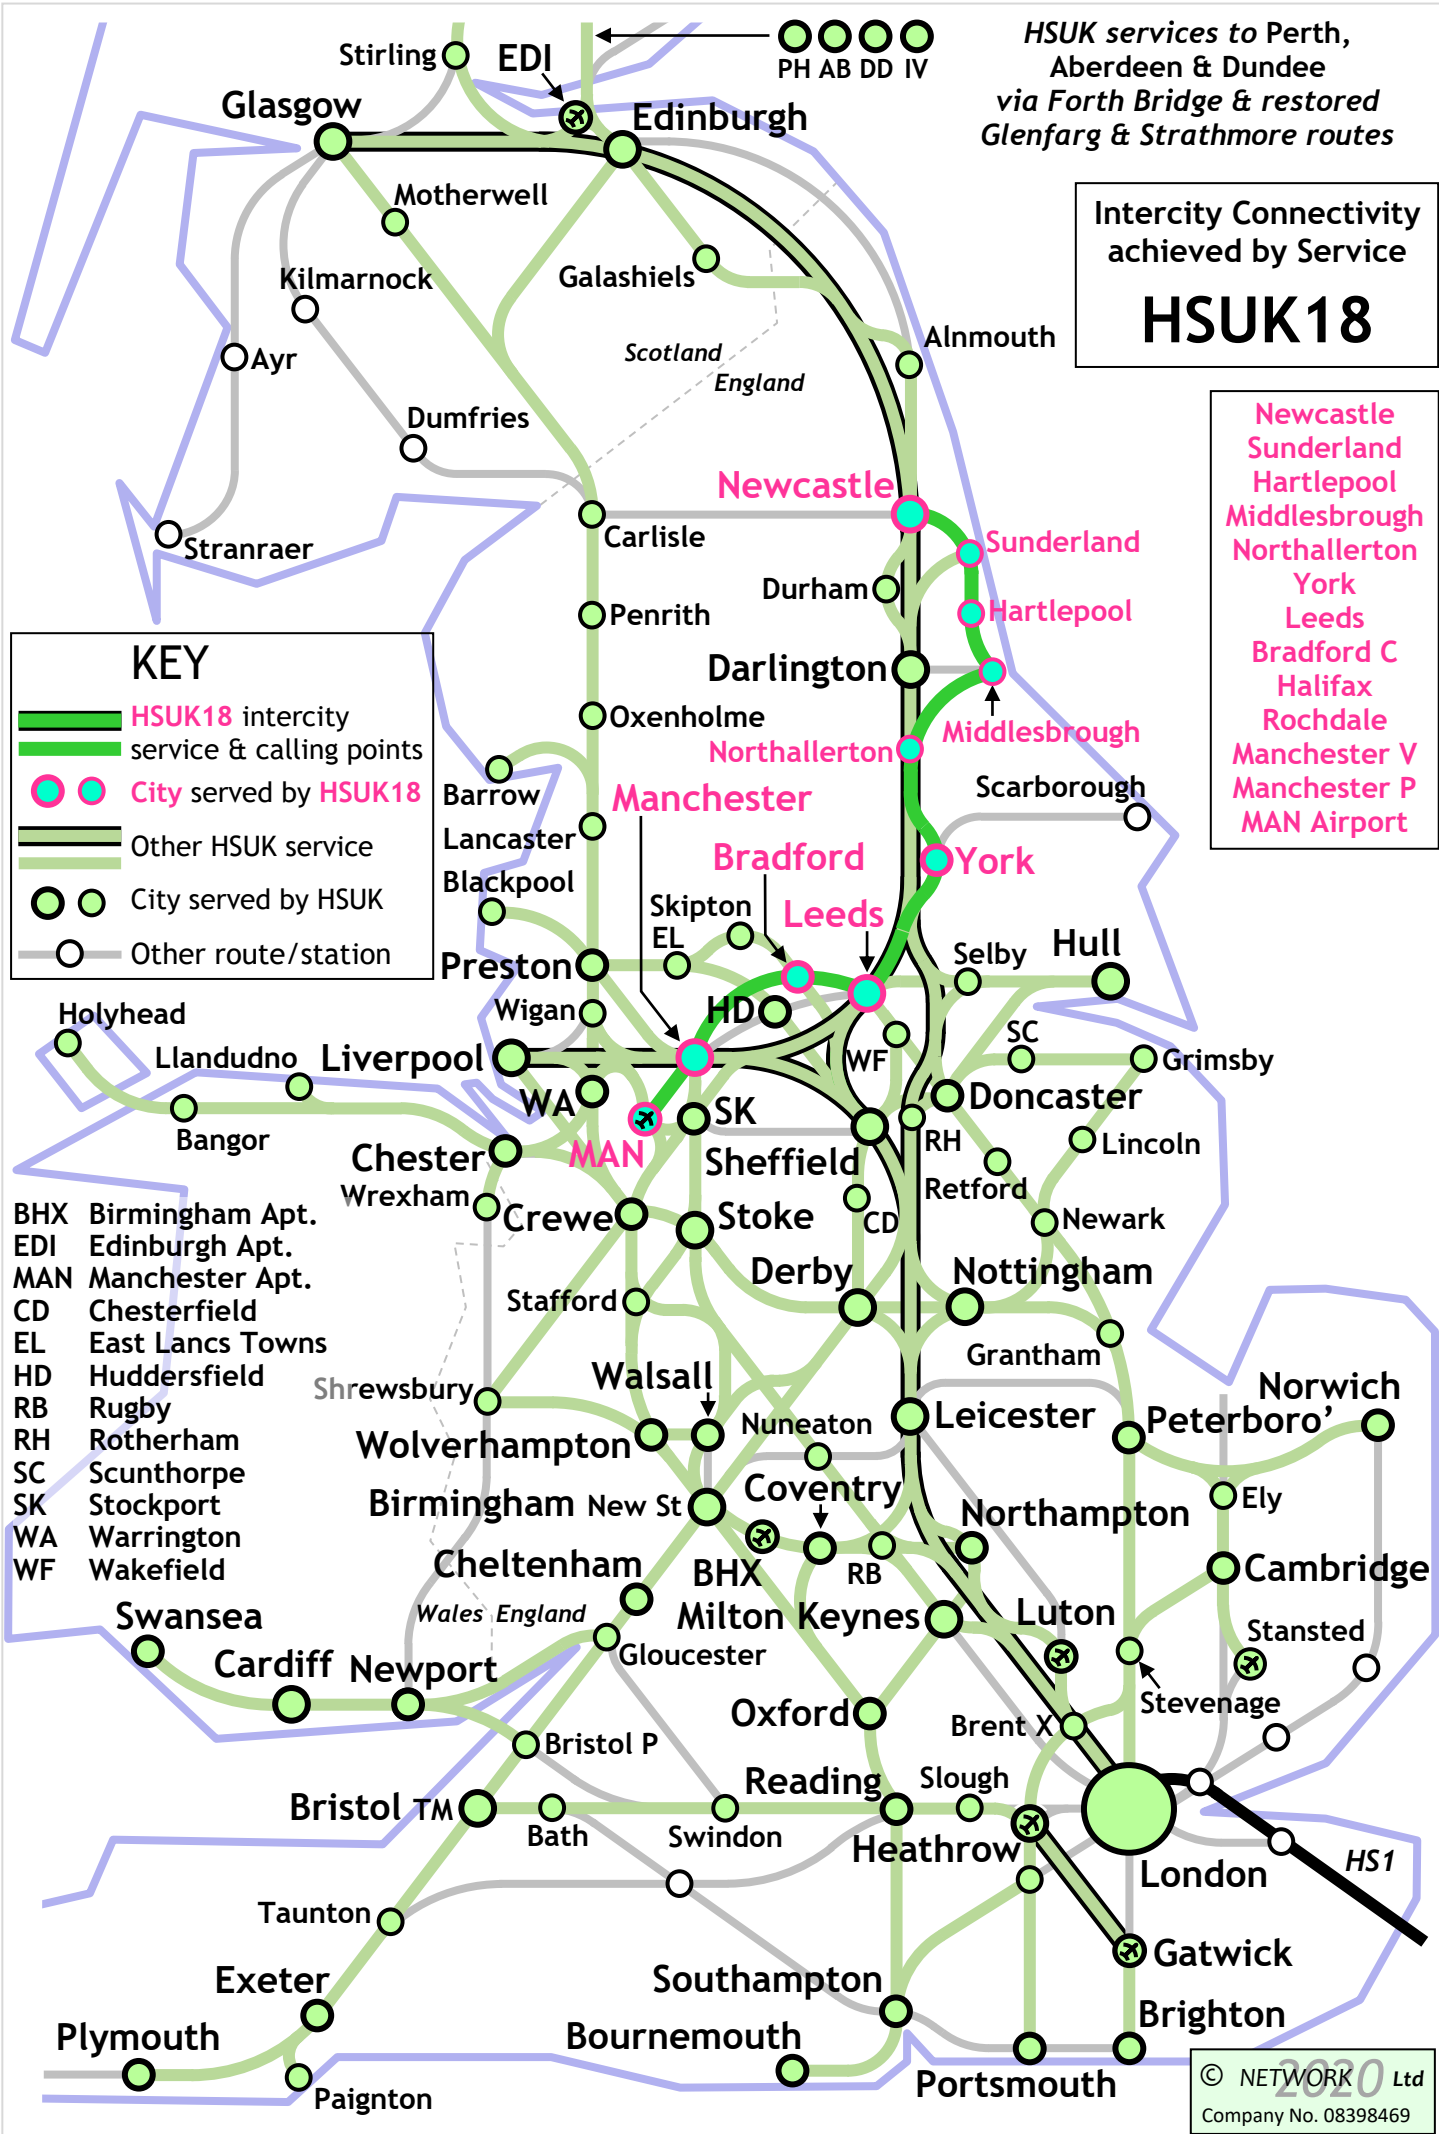 Stirling
EDI
PH AB DD IV
HSUK services to Perth,
Aberdeen & Dundee
via Forth Bridge & restored
Glenfarg & Strathmore routes
Glasgow
Edinburgh
Intercity Connectivity
achieved by Service
HSUK18
Motherwell
Kilmarnock
Galashiels
Alnmouth
Ayr
Scotland
England
Dumfries
Newcastle
Sunderland
Hartlepool
Middlesbrough
Northallerton
York
Leeds
Bradford C
Halifax
Rochdale
Manchester V
Manchester P
MAN Airport
Newcastle
Stranraer
Carlisle
Sunderland
Durham
Hartlepool
Penrith
Darlington
Middlesbrough
Oxenholme
Northallerton
KEY
HSUK18 intercity
service & calling points
City served by HSUK18
Other HSUK service
City served by HSUK
Other route/station
Barrow
Manchester
Scarborough
Lancaster
Bradford
York
Blackpool
Skipton
EL
Leeds
Preston
Selby
Hull
Wigan
HD
Holyhead
Llandudno
Liverpool
WF
SC
Grimsby
WA
SK
Doncaster
Bangor
Chester
MAN
Sheffield
RH
Lincoln
Wrexham
Crewe
Stoke
CD
Retford
Newark
BHX Birmingham Apt.
EDI Edinburgh Apt.
MAN Manchester Apt.
CD Chesterfield
EL East Lancs Towns
HD Huddersfield
RB Rugby
RH Rotherham
SC Scunthorpe
SK Stockport
WA Warrington
WF Wakefield
Stafford
Derby
Nottingham
Grantham
Shrewsbury
Walsall
Norwich
Nuneaton
Leicester
Peterboro’
Wolverhampton
Coventry
Birmingham New St
Northampton
Ely
Cheltenham
BHX
RB
Cambridge
Wales England
Milton Keynes
Luton
Swansea
Gloucester
Stansted
Cardiff
Newport
Stevenage
Bristol P
Oxford
Brent X
Reading
Slough
Bristol TM
Bath
Swindon
Heathrow
London
HS1
Taunton
Gatwick
Exeter
Southampton
Brighton
Plymouth
Bournemouth
Paignton
Portsmouth
© NETWORK 2020 Ltd
Company No. 08398469